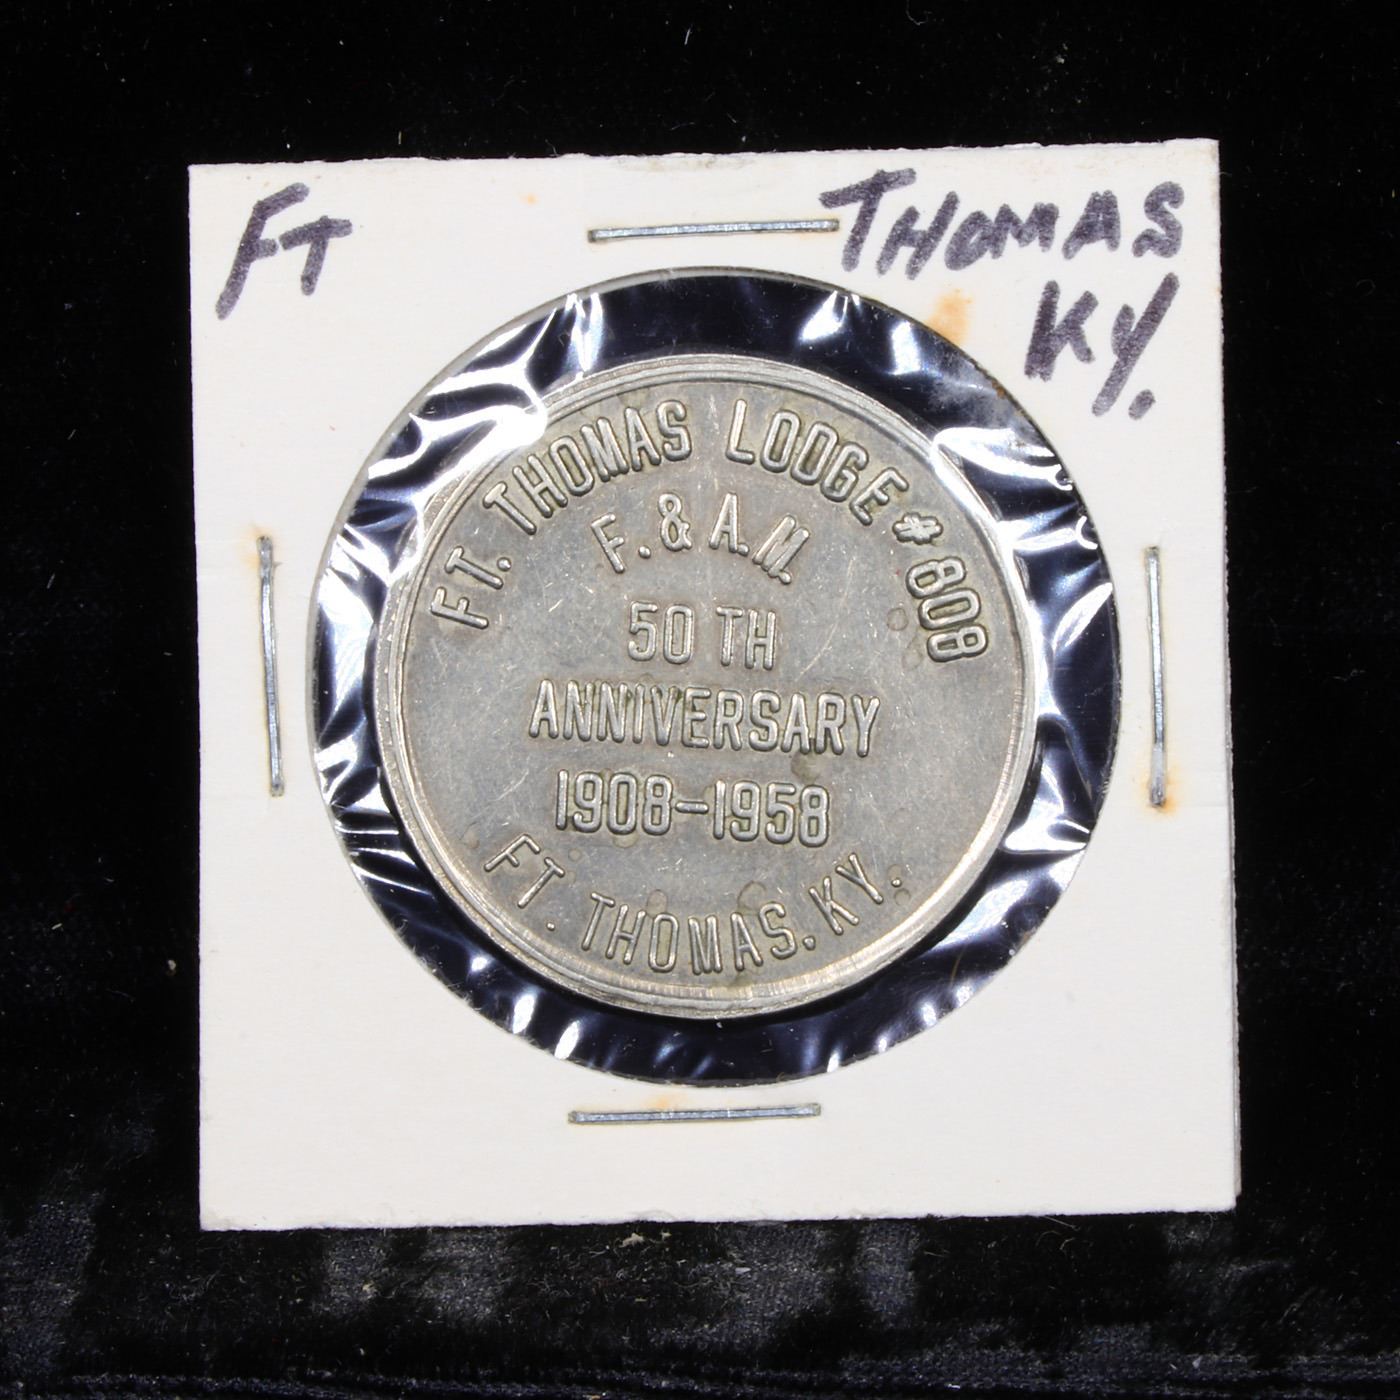 FT THOMAS
KY.
FT. THOMAS LODGE #808
F. & A.M.
50 TH
ANNIVERSARY
1908-1958
FT. THOMAS. KY.